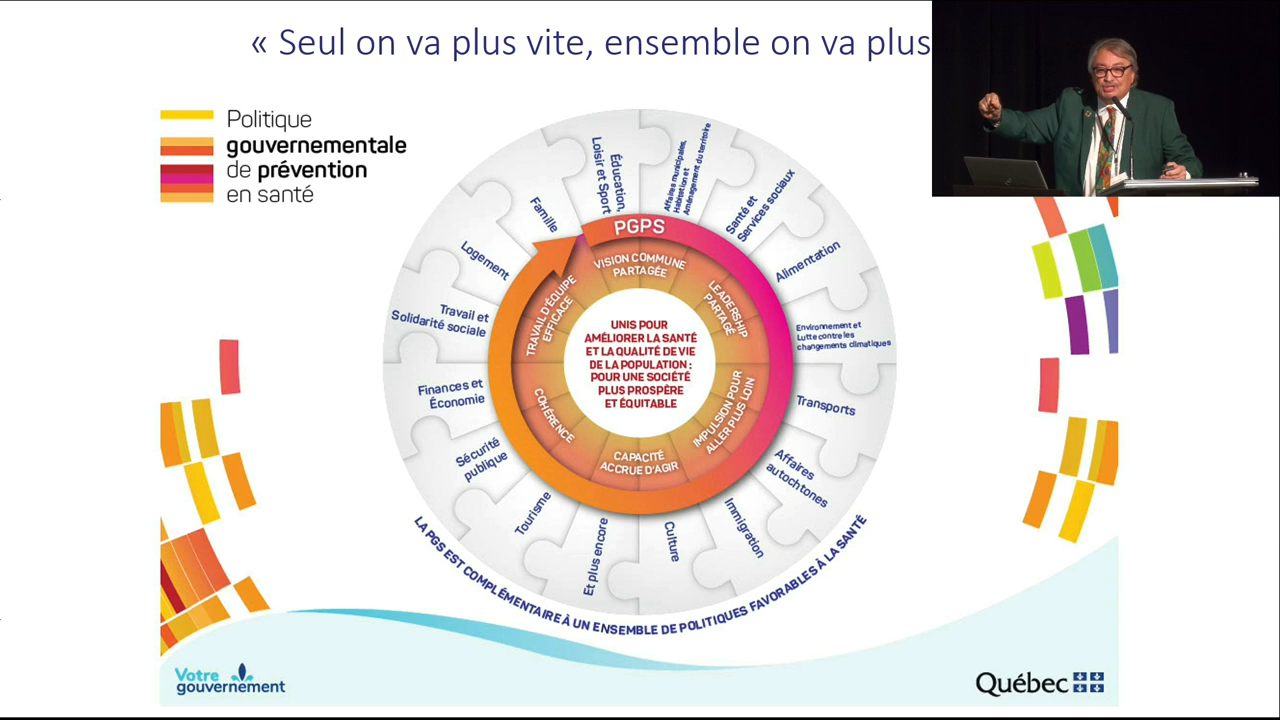 « Seul on va plus vite, ensemble on va plus
Politique
gouvernementale
de prévention
en santé
Éducation,
Loisir et Sport
Affaires municipales,
Habitation et
Aménagement du territoire
Santé et
Services sociaux
Alimentation
Environnement et
Lutte contre les
changements climatiques
Transports
Affaires
autochtones
Immigration
Culture
Et plus encore
Tourisme
Sécurité
publique
Finances et
Économie
Travail et
Solidarité sociale
Logement
Famille
PGPS
VISION COMMUNE
PARTAGÉE
LEADERSHIP
PARTAGÉ
IMPULSION POUR
ALLER PLUS LOIN
CAPACITÉ
ACCRUE D'AGIR
COHÉRENCE
TRAVAIL D'ÉQUIPE
EFFICACE
UNIS POUR
AMÉLIORER LA SANTÉ
ET LA QUALITÉ DE VIE
DE LA POPULATION :
POUR UNE SOCIÉTÉ
PLUS PROSPÈRE
ET ÉQUITABLE
LA PGS EST COMPLÉMENTAIRE À UN ENSEMBLE DE POLITIQUES FAVORABLES À LA SANTÉ
Votre
gouvernement
Québec